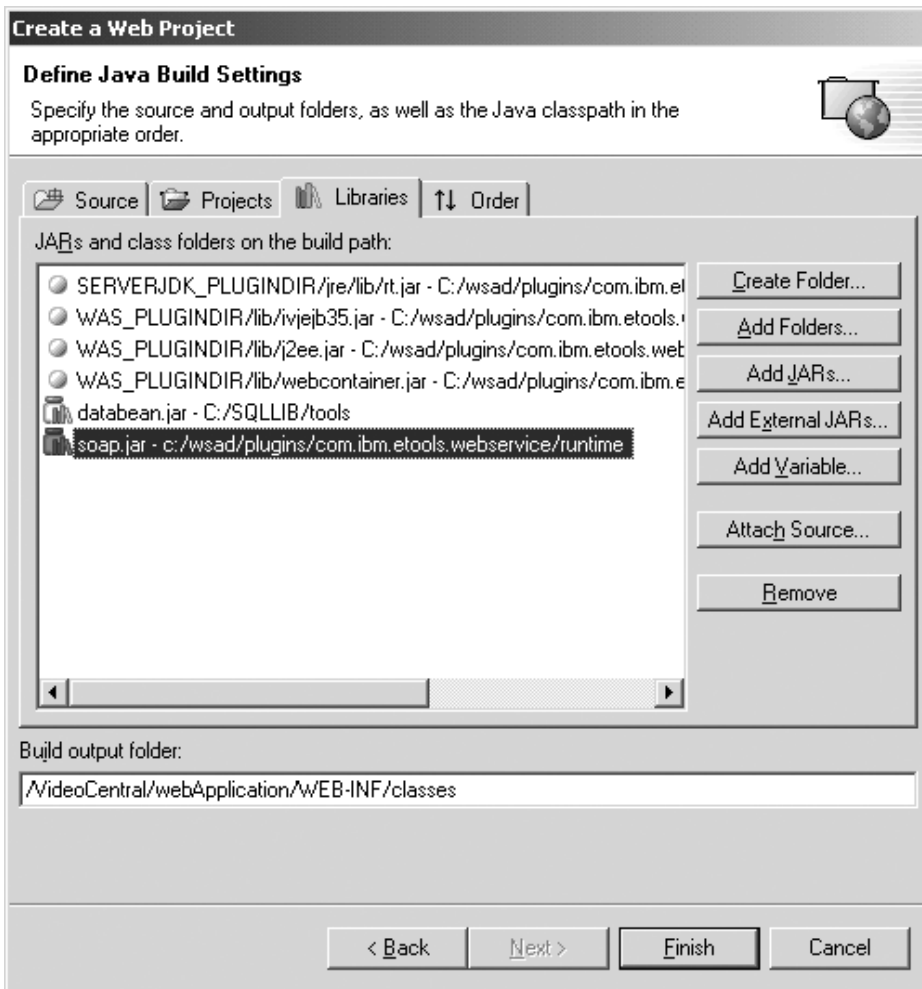 Create a Web Project
Define Java Build Settings
Specify the source and output folders, as well as the Java classpath in the
appropriate order.
Source Projects Libraries Order
JARs and class folders on the build path:
SERVERJDK_PLUGINDIR/jre/lib/rt.jar - C:/wsad/plugins/com.ibm.et
WAS_PLUGINDIR/lib/ivjejb35.jar - C:/wsad/plugins/com.ibm.etools.
WAS_PLUGINDIR/lib/j2ee.jar - C:/wsad/plugins/com.ibm.etools.web
WAS_PLUGINDIR/lib/webcontainer.jar - C:/wsad/plugins/com.ibm.e
databean.jar - C:/SQLLIB/tools
soap.jar - c:/wsad/plugins/com.ibm.etools.webservice/runtime
Create Folder...
Add Folders...
Add JARs...
Add External JARs...
Add Variable...
Attach Source...
Remove
Build output folder:
/VideoCentral/webApplication/WEB-INF/classes
< Back Next > Finish Cancel